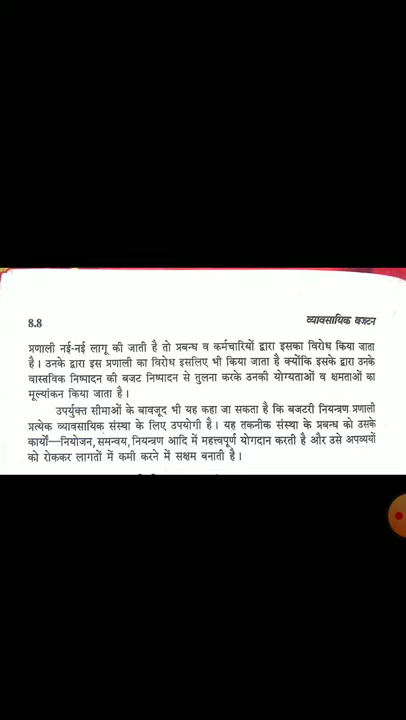 8.8 व्यावसायिक बजटन
प्रणाली नई-नई लागू की जाती है तो प्रबन्ध व कर्मचारियों द्वारा इसका विरोध किया जाता
है। उनके द्वारा इस प्रणाली का विरोध इसलिए भी किया जाता है क्योंकि इसके द्वारा उनके
वास्तविक निष्पादन की बजट निष्पादन से तुलना करके उनकी योग्यताओं व क्षमताओं का
मूल्यांकन किया जाता है।
उपर्युक्त सीमाओं के बावजूद भी यह कहा जा सकता है कि बजटरी नियन्त्रण प्रणाली
प्रत्येक व्यावसायिक संस्था के लिए उपयोगी है। यह तकनीक संस्था के प्रबन्ध को उसके
कार्यों—नियोजन, समन्वय, नियन्त्रण आदि में महत्त्वपूर्ण योगदान करती है और उसे अपव्ययों
को रोककर लागतों में कमी करने में सक्षम बनाती है।